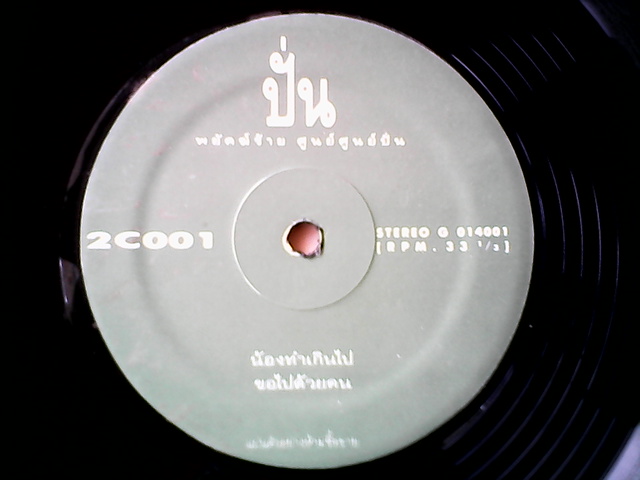 ปั่น
2C001
STEREO G 014001
[RPM. 33 1/3]
น้องทำเกินไป
ขอไปด้วยคน